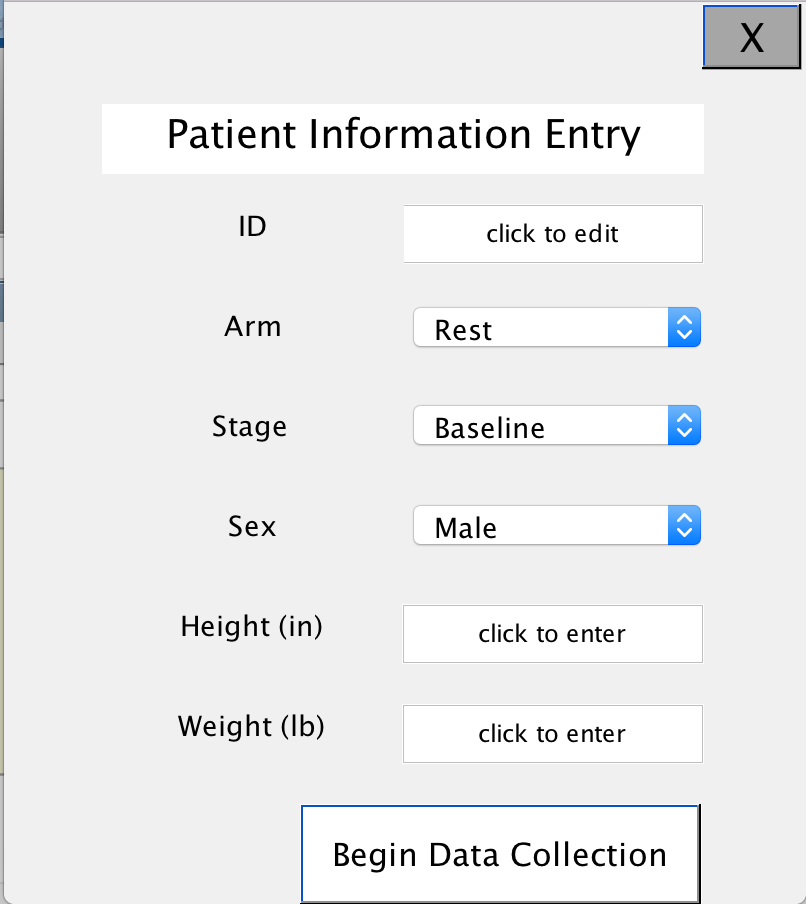 X
Patient Information Entry
ID click to edit
Arm Rest
Stage Baseline
Sex Male
Height (in) click to enter
Weight (lb) click to enter
Begin Data Collection